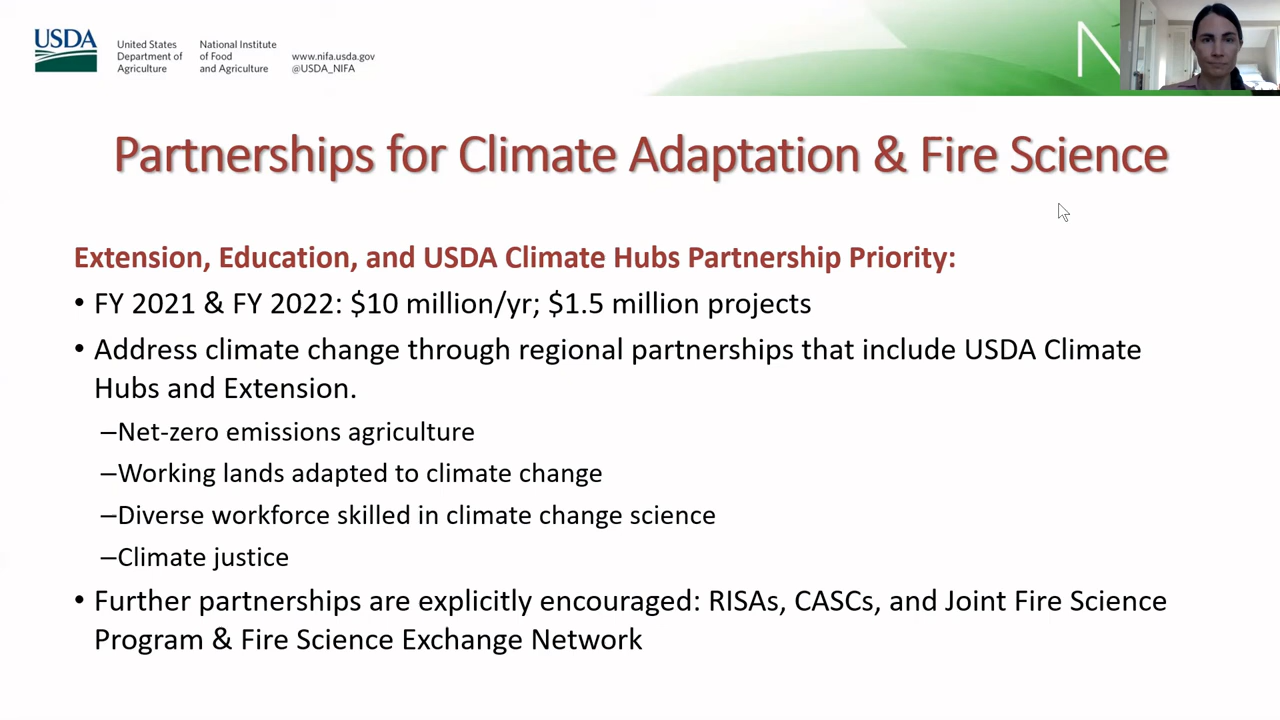 USDA
United States
Department of
Agriculture
National Institute
of Food
and Agriculture
www.nifa.usda.gov
@USDA_NIFA
N
Partnerships for Climate Adaptation & Fire Science
Extension, Education, and USDA Climate Hubs Partnership Priority:
• FY 2021 & FY 2022: $10 million/yr; $1.5 million projects
• Address climate change through regional partnerships that include USDA Climate
Hubs and Extension.
–Net-zero emissions agriculture
–Working lands adapted to climate change
–Diverse workforce skilled in climate change science
–Climate justice
• Further partnerships are explicitly encouraged: RISAs, CASCs, and Joint Fire Science
Program & Fire Science Exchange Network